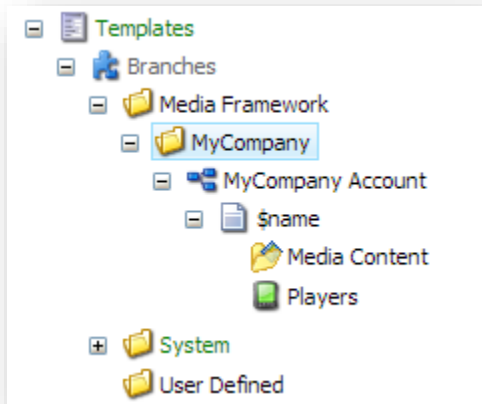 Templates
Branches
Media Framework
MyCompany
MyCompany Account
$name
Media Content
Players
System
User Defined